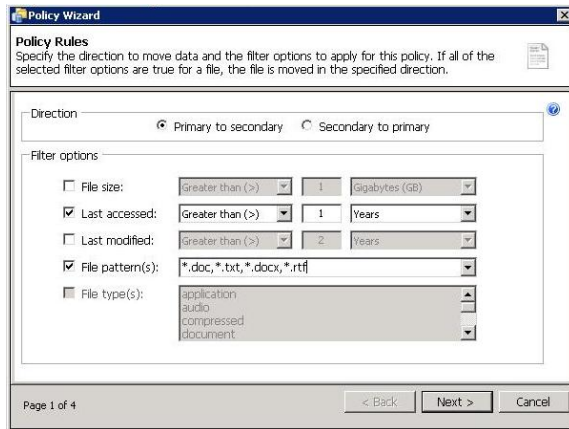 Policy Wizard
Policy Rules
Specify the direction to move data and the filter options to apply for this policy. If all of the
selected filter options are true for a file, the file is moved in the specified direction.
Direction
Primary to secondary Secondary to primary
Filter options
File size: Greater than (>) 1 Gigabytes (GB)
Last accessed: Greater than (>) 1 Years
Last modified: Greater than (>) 2 Years
File pattern(s): *.doc,*.txt,*.docx,*.rtf
File type(s): application
audio
compressed
document
Page 1 of 4 < Back Next > Cancel